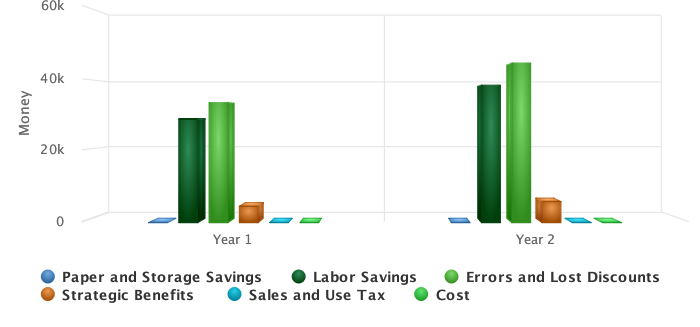 60k
40k
20k
0
Money
Year 1
Year 2
Paper and Storage Savings
Labor Savings
Errors and Lost Discounts
Strategic Benefits
Sales and Use Tax
Cost